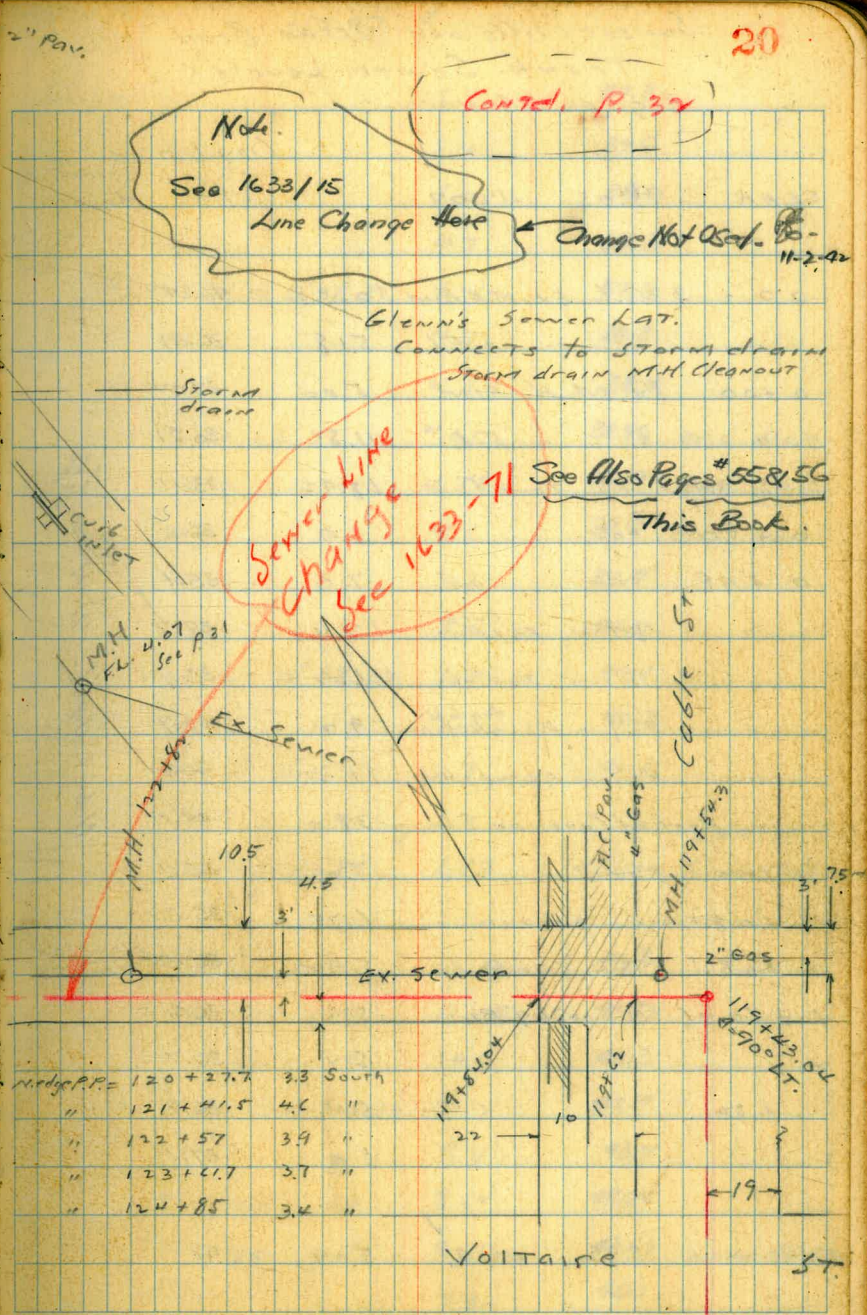 2" Pav.
20
Contd. P. 32
Note.
See 1633/15
Line Change Here
Change Not Used.
11-2-42
Glenn's Sewer Lat.
Connects to Storm drain
Storm drain M.H. Cleanout
Storm
drain
Sewer Line
Change
See 1633-71
See Also Pages # 55&56
This Book.
Curb
inlet
M.H.
F.L. 4.07
See p31
Ex. Sewer
Cable St.
M.H. 122+82
A.C. Pav.
4" Gas
MH 119+54.3
10.5
4.5
3'
3'
7.5
2" Gas
Ex. Sewer
119+43.04
Δ=90° LT.
119+84.04
119+62
N.edge P.P.= 120+27.7 3.3 South
" 121+41.5 4.6 "
" 122+57 3.9 "
" 123+61.7 3.7 "
" 124+85 3.4 "
22
10
19
Voltaire St.